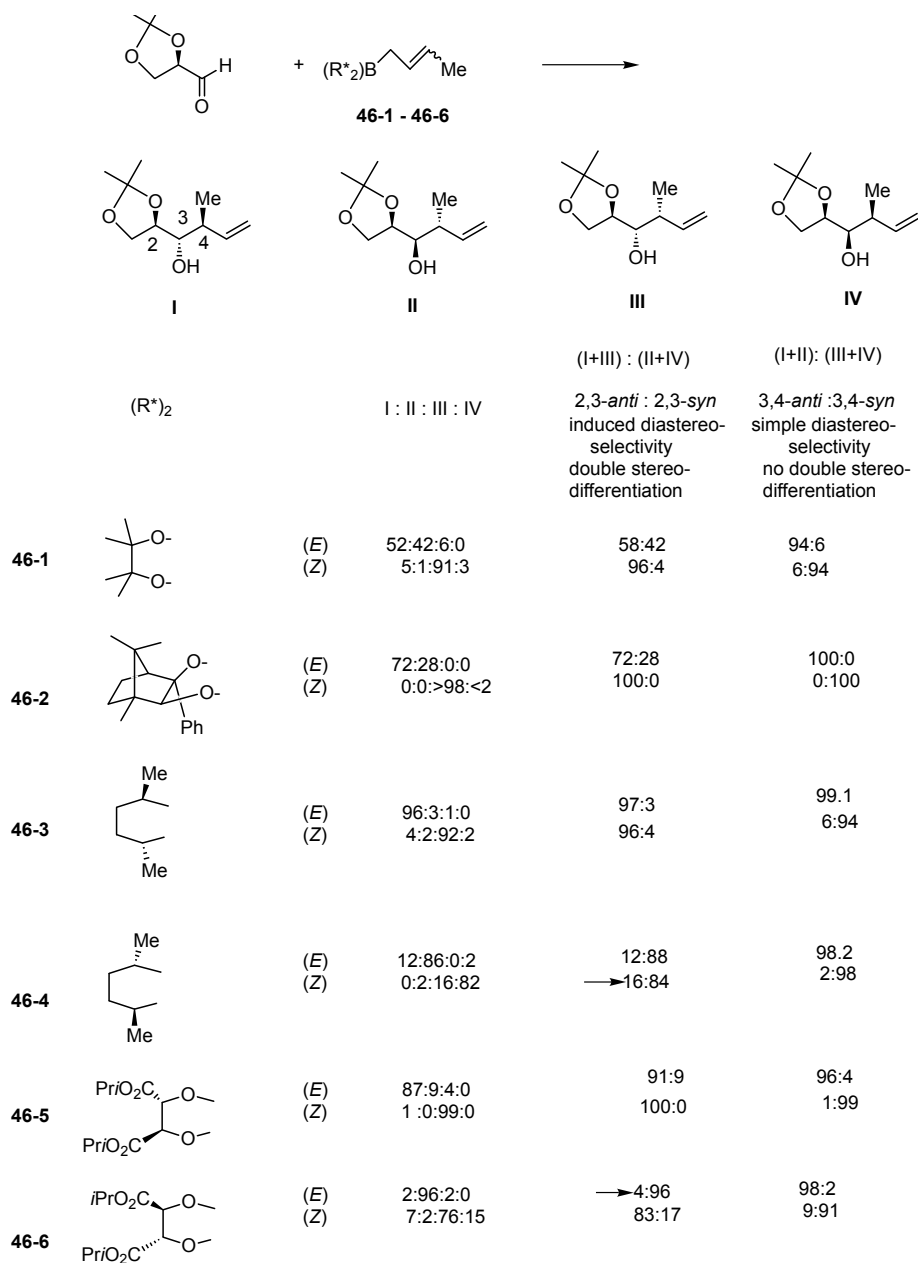 O
O
H
O
+
(R*2)B
Me
46-1 - 46-6
O
O
Me
3
2
4
OH
I
O
O
Me
OH
II
O
O
Me
OH
III
O
O
Me
OH
IV
(R*)2
I : II : III : IV
(I+III) : (II+IV)
2,3-anti : 2,3-syn
induced diastereo-
selectivity
double stereo-
differentiation
(I+II): (III+IV)
3,4-anti :3,4-syn
simple diastereo-
selectivity
no double stereo-
differentiation
46-1
O-
O-
(E) 52:42:6:0 58:42 94:6
(Z) 5:1:91:3 96:4 6:94
46-2
O-
O-
Ph
(E) 72:28:0:0 72:28 100:0
(Z) 0:0:>98:<2 100:0 0:100
46-3
Me
Me
(E) 96:3:1:0 97:3 99.1
(Z) 4:2:92:2 96:4 6:94
46-4
Me
Me
(E) 12:86:0:2 12:88 98.2
(Z) 0:2:16:82 16:84 2:98
46-5
PriO2C
O
O
PriO2C
(E) 87:9:4:0 91:9 96:4
(Z) 1 :0:99:0 100:0 1:99
46-6
iPrO2C
O
O
PriO2C
(E) 2:96:2:0 4:96 98:2
(Z) 7:2:76:15 83:17 9:91